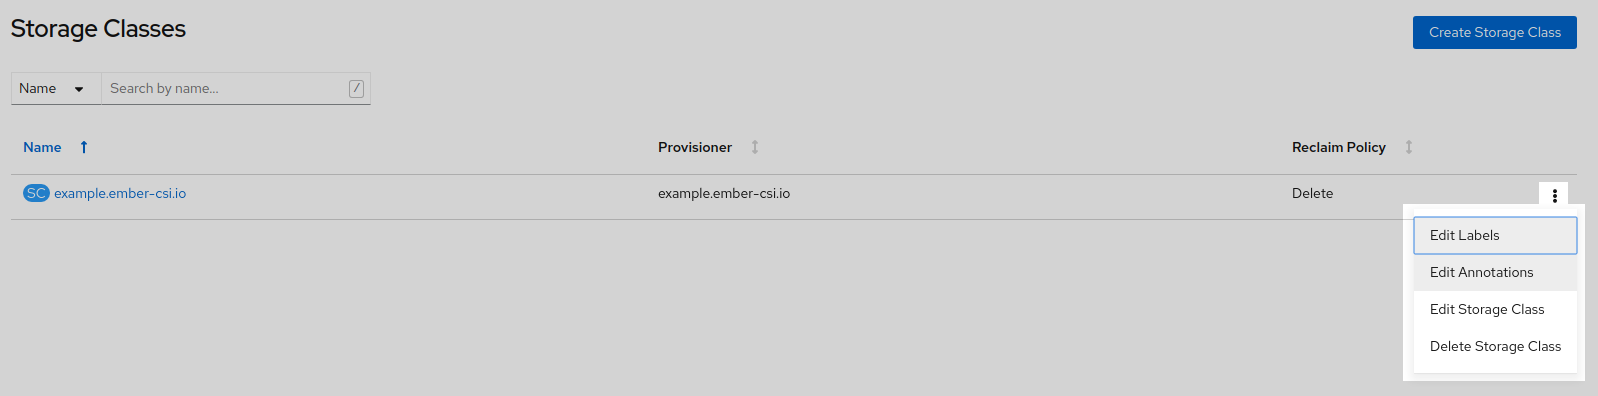 Storage Classes
Create Storage Class
Name Search by name... /
Name Provisioner Reclaim Policy
SC example.ember-csi.io example.ember-csi.io Delete
Edit Labels
Edit Annotations
Edit Storage Class
Delete Storage Class